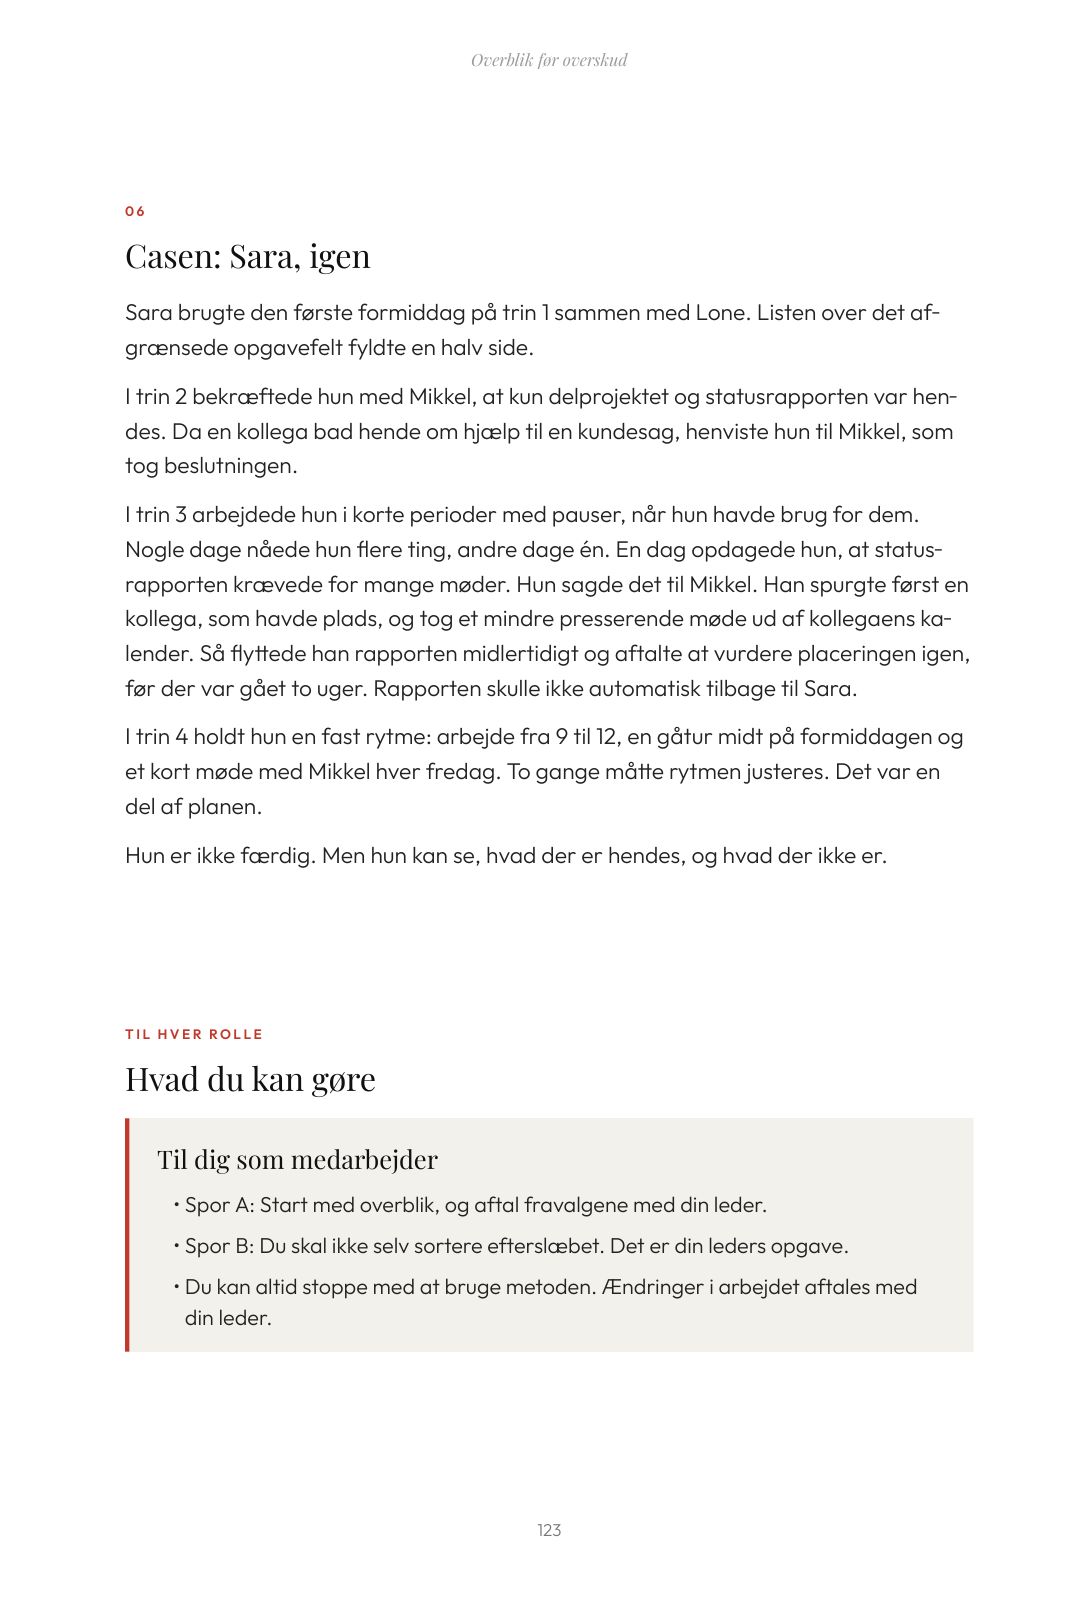 Overblik før overskud
06
Casen: Sara, igen
Sara brugte den første formiddag på trin 1 sammen med Lone. Listen over det af-
grænsede opgavefelt fyldte en halv side.
I trin 2 bekræftede hun med Mikkel, at kun delprojektet og statusrapporten var hen-
des. Da en kollega bad hende om hjælp til en kundesag, henviste hun til Mikkel, som
tog beslutningen.
I trin 3 arbejdede hun i korte perioder med pauser, når hun havde brug for dem.
Nogle dage nåede hun flere ting, andre dage én. En dag opdagede hun, at status-
rapporten krævede for mange møder. Hun sagde det til Mikkel. Han spurgte først en
kollega, som havde plads, og tog et mindre presserende møde ud af kollegaens ka-
lender. Så flyttede han rapporten midlertidigt og aftalte at vurdere placeringen igen,
før der var gået to uger. Rapporten skulle ikke automatisk tilbage til Sara.
I trin 4 holdt hun en fast rytme: arbejde fra 9 til 12, en gåtur midt på formiddagen og
et kort møde med Mikkel hver fredag. To gange måtte rytmen justeres. Det var en
del af planen.
Hun er ikke færdig. Men hun kan se, hvad der er hendes, og hvad der ikke er.
TIL HVER ROLLE
Hvad du kan gøre
Til dig som medarbejder
• Spor A: Start med overblik, og aftal fravalgene med din leder.
• Spor B: Du skal ikke selv sortere efterslæbet. Det er din leders opgave.
• Du kan altid stoppe med at bruge metoden. Ændringer i arbejdet aftales med
din leder.
123